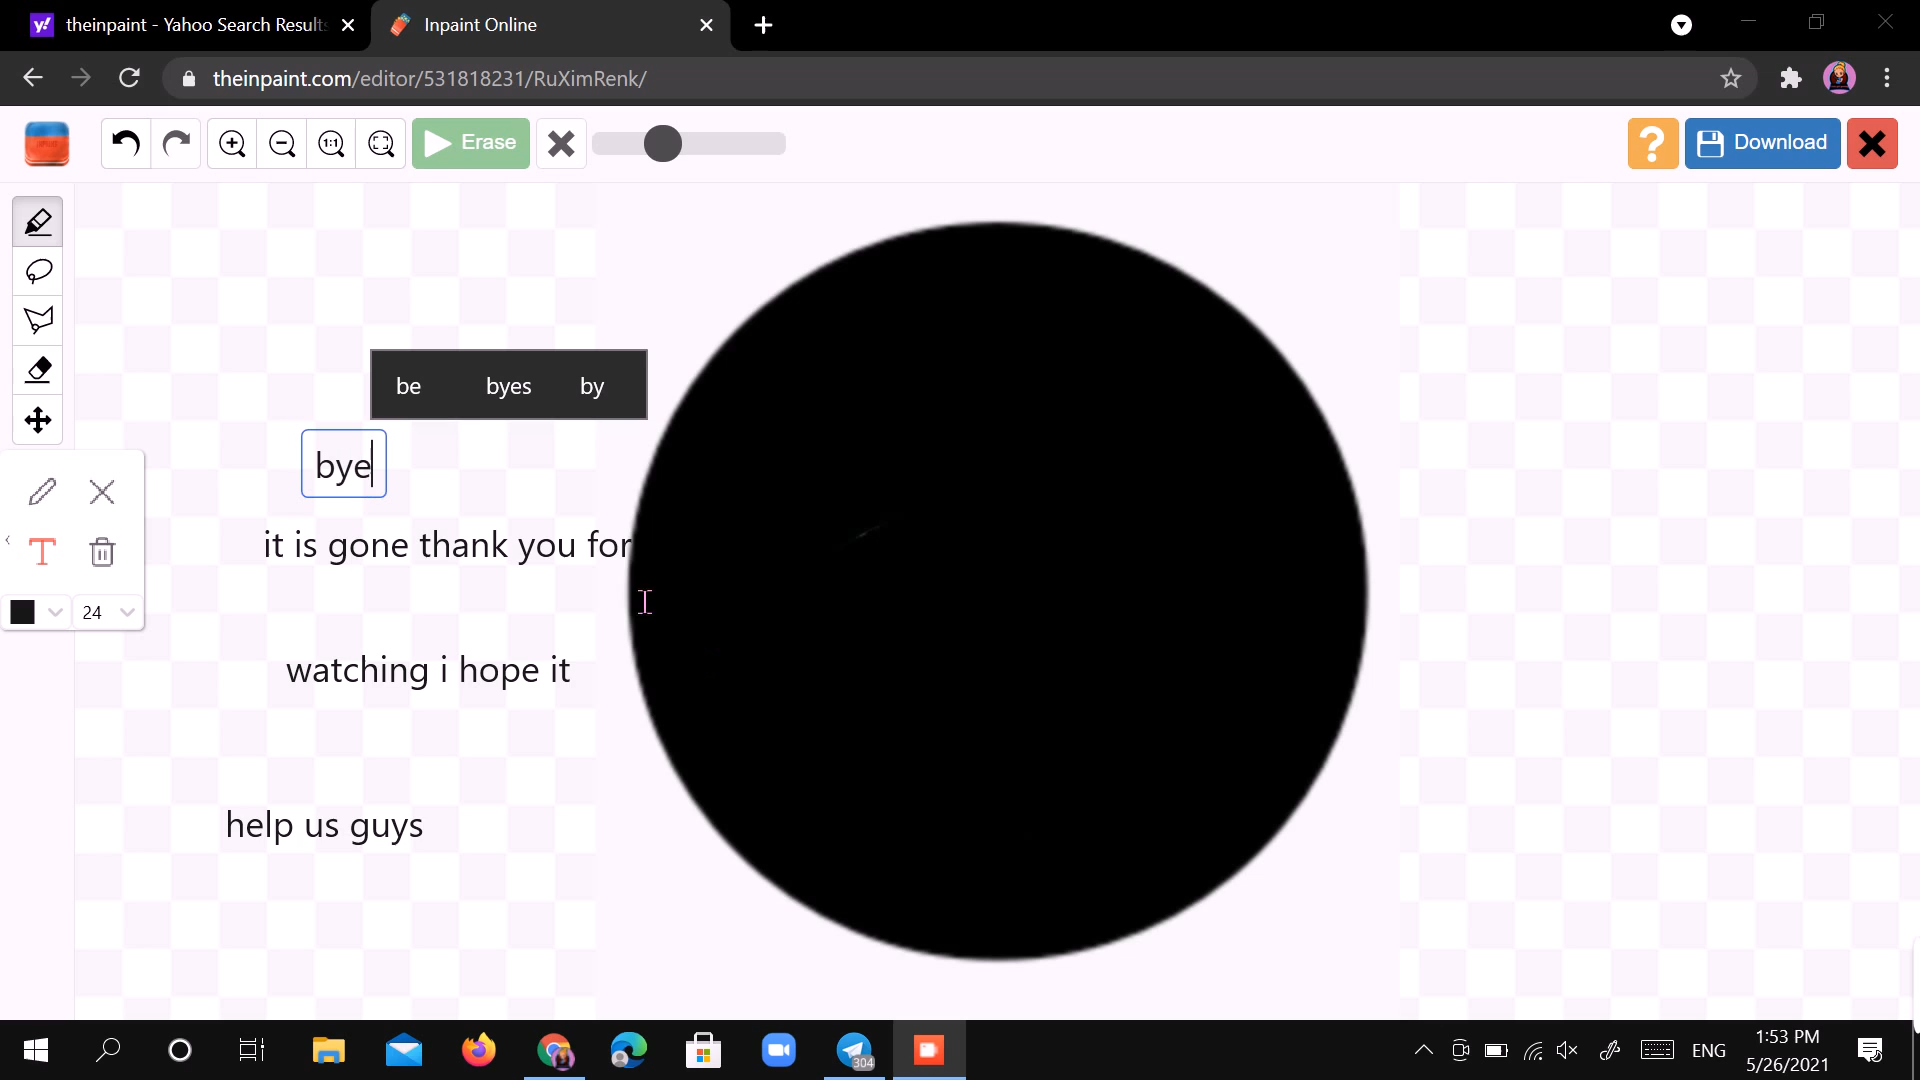 theinpaint - Yahoo Search Results
Inpaint Online
theinpaint.com/editor/531818231/RuXimRenk/
1:1
Erase
?
Download
be byes by
bye
it is gone thank you for
watching i hope it
help us guys
T
24
304
ENG
1:53 PM
5/26/2021